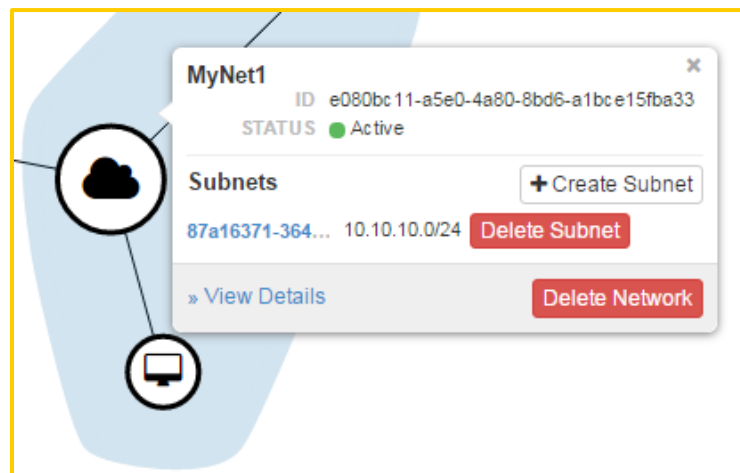 MyNet1
ID e080bc11-a5e0-4a80-8bd6-a1bce15fba33
STATUS Active
Subnets + Create Subnet
87a16371-364... 10.10.10.0/24 Delete Subnet
» View Details Delete Network